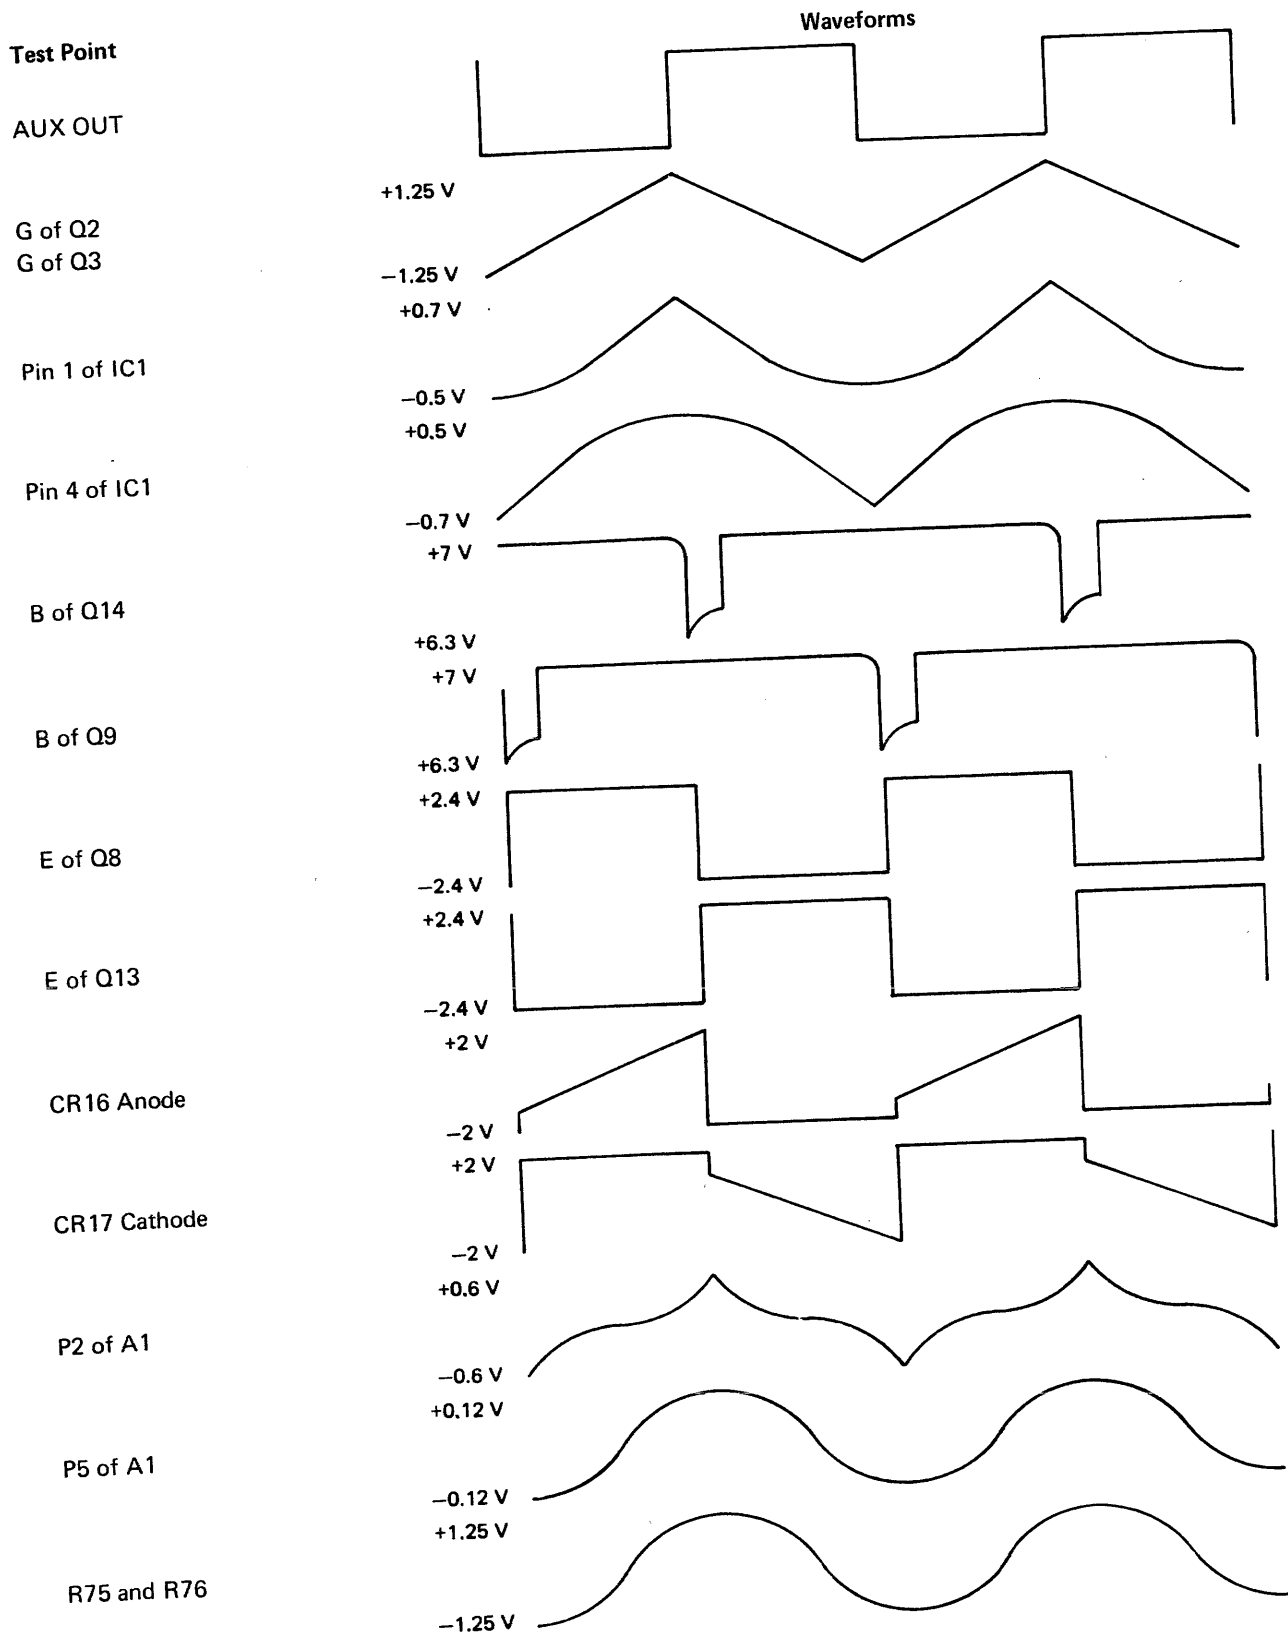 Waveforms
Test Point
AUX OUT
+1.25 V
G of Q2
G of Q3
−1.25 V
+0.7 V
Pin 1 of IC1
−0.5 V
+0.5 V
Pin 4 of IC1
−0.7 V
+7 V
B of Q14
+6.3 V
+7 V
B of Q9
+6.3 V
+2.4 V
E of Q8
−2.4 V
+2.4 V
E of Q13
−2.4 V
+2 V
CR16 Anode
−2 V
+2 V
CR17 Cathode
−2 V
+0.6 V
P2 of A1
−0.6 V
+0.12 V
P5 of A1
−0.12 V
+1.25 V
R75 and R76
−1.25 V